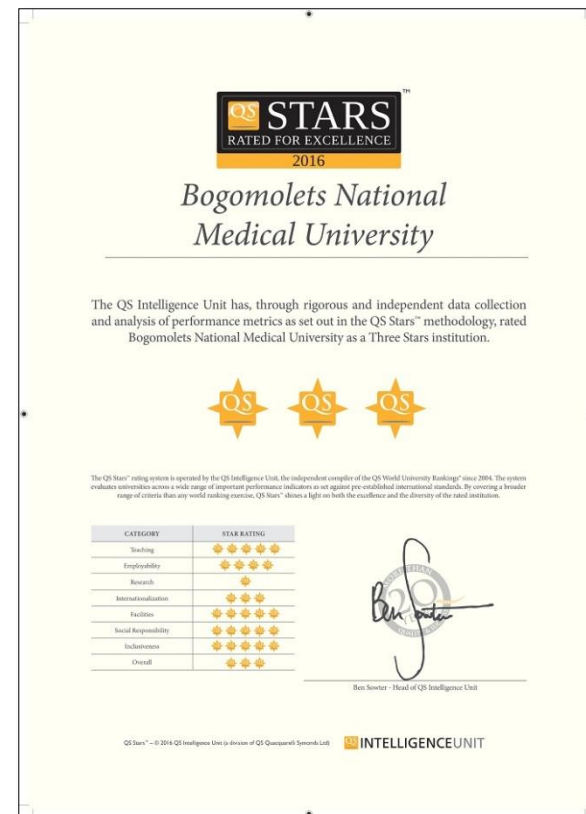 QS STARS™
RATED FOR EXCELLENCE
2016
Bogomolets National
Medical University
The QS Intelligence Unit has, through rigorous and independent data collection
and analysis of performance metrics as set out in the QS Stars™ methodology, rated
Bogomolets National Medical University as a Three Stars institution.
QS QS QS
The QS Stars™ rating system is operated by the QS Intelligence Unit, the independent compiler of the QS World University Rankings® since 2004. The system
evaluates universities across a wide range of important performance indicators as set against pre-established international standards. By covering a broader
range of criteria than any world ranking exercise, QS Stars™ shines a light on both the excellence and the diversity of the rated institution.
CATEGORY STAR RATING
Teaching
Employability
Research
Internationalization
Facilities
Social Responsibility
Inclusiveness
Overall
MORE THAN
20
Ben Sowter
Ben Sowter - Head of QS Intelligence Unit
QS Stars™ – © 2016 QS Intelligence Unit (a division of QS Quacquarelli Symonds Ltd)
QS INTELLIGENCEUNIT